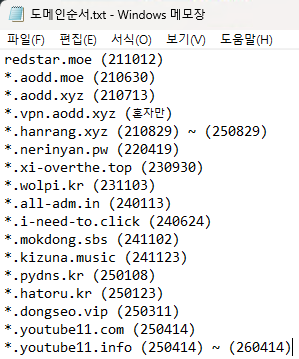 도메인순서.txt - Windows 메모장
파일(F) 편집(E) 서식(O) 보기(V) 도움말(H)
redstar.moe (211012)
*.aodd.moe (210630)
*.aodd.xyz (210713)
*.vpn.aodd.xyz (혼자만)
*.hanrang.xyz (210829) ~ (250829)
*.nerinyan.pw (220419)
*.xi-overthe.top (230930)
*.wolpi.kr (231103)
*.all-adm.in (240113)
*.i-need-to.click (240624)
*.mokdong.sbs (241102)
*.kizuna.music (241123)
*.pydns.kr (250108)
*.hatoru.kr (250123)
*.dongseo.vip (250311)
*.youtube11.com (250414)
*.youtube11.info (250414) ~ (260414)